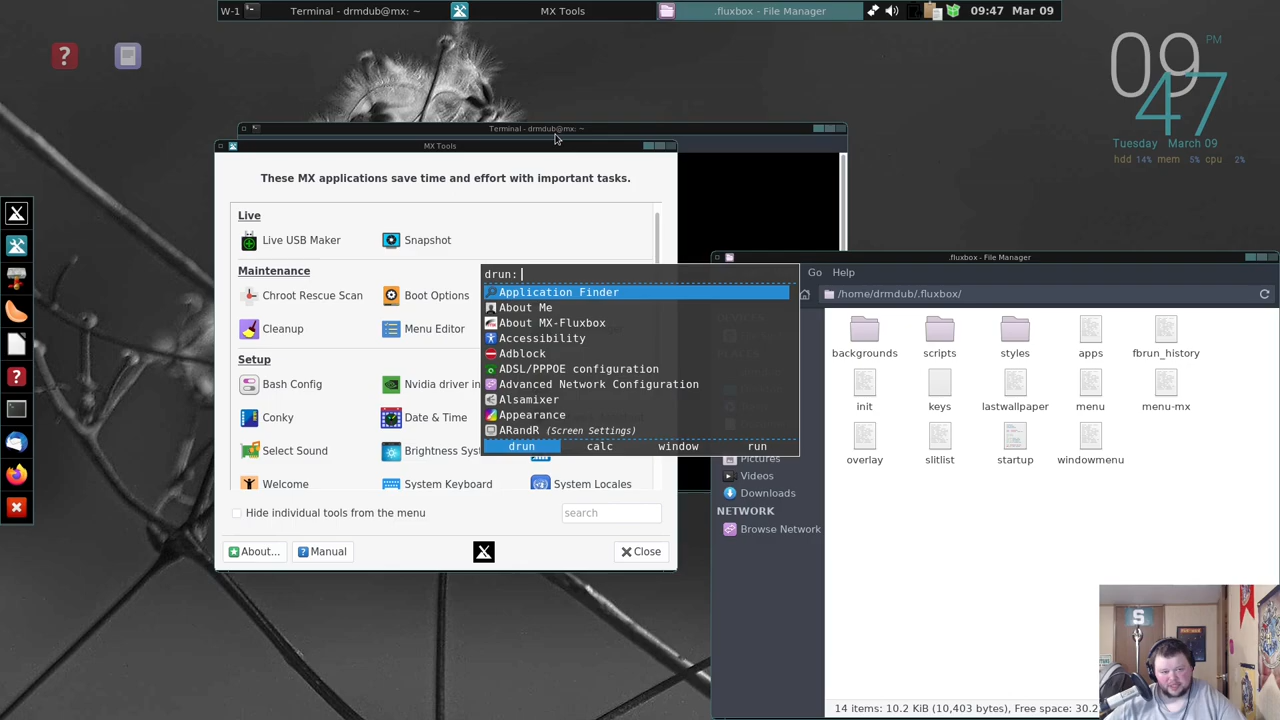 W-1
Terminal - drmdub@mx: ~
MX Tools
.fluxbox - File Manager
09:47 Mar 09
09
PM
47
Tuesday March 09
hdd 14% mem 5% cpu 2%
Terminal - drmdub@mx: ~
MX Tools
These MX applications save time and effort with important tasks.
Live
Live USB Maker
Snapshot
Maintenance
Chroot Rescue Scan
Boot Options
Cleanup
Menu Editor
Setup
Bash Config
Nvidia driver in
Conky
Date & Time
Select Sound
Brightness Sys
Welcome
System Keyboard
System Locales
Hide individual tools from the menu
search
About...
Manual
Close
drun:
Application Finder
About Me
About MX-Fluxbox
Accessibility
Adblock
ADSL/PPPOE configuration
Advanced Network Configuration
Alsamixer
Appearance
ARandR (Screen Settings)
drun
calc
window
run
.fluxbox - File Manager
Go
Help
/home/drmdub/.fluxbox/
Pictures
Videos
Downloads
NETWORK
Browse Network
backgrounds
scripts
styles
apps
fbrun_history
init
keys
lastwallpaper
menu
menu-mx
overlay
slitlist
startup
windowmenu
14 items: 10.2 KiB (10,403 bytes), Free space: 30.2